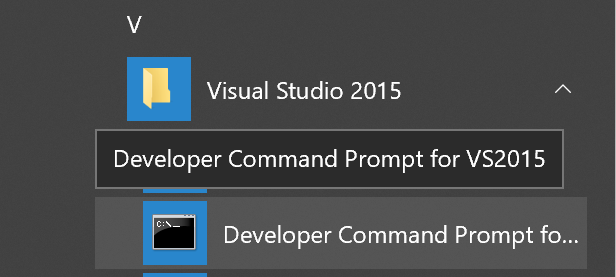 V
Visual Studio 2015
Developer Command Prompt for VS2015
C:\_
Developer Command Prompt fo...